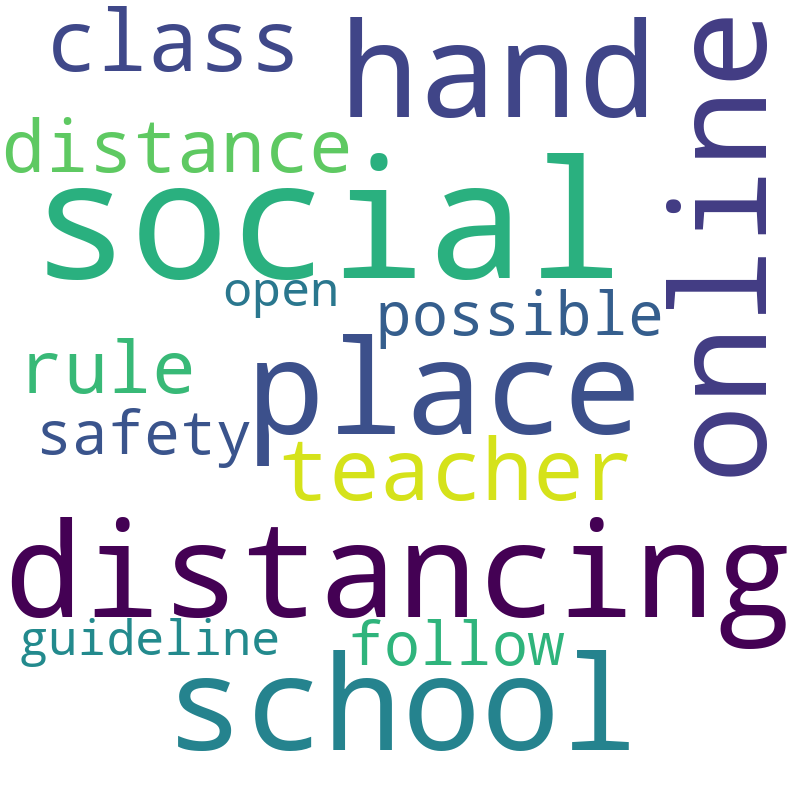 class
hand
online
distance
social
open
possible
rule
place
safety
teacher
distancing
guideline
follow
school